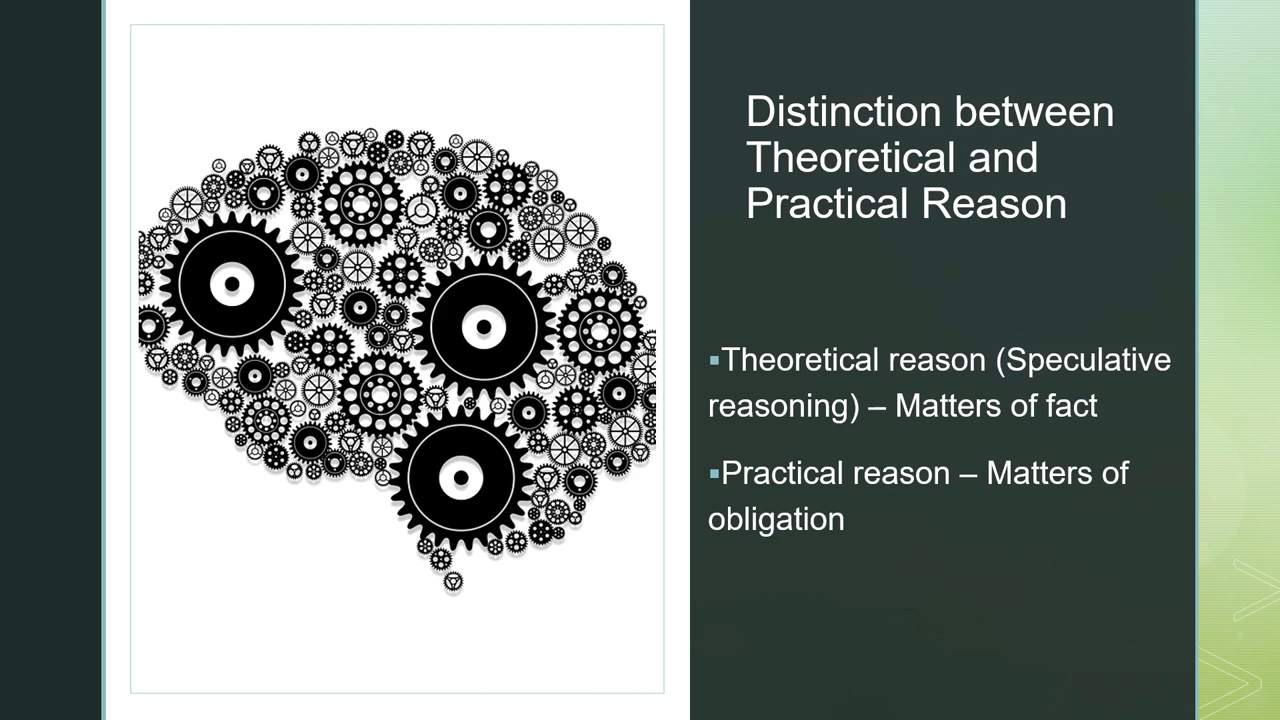 Distinction between
Theoretical and
Practical Reason
▪Theoretical reason (Speculative
reasoning) – Matters of fact
▪Practical reason – Matters of
obligation